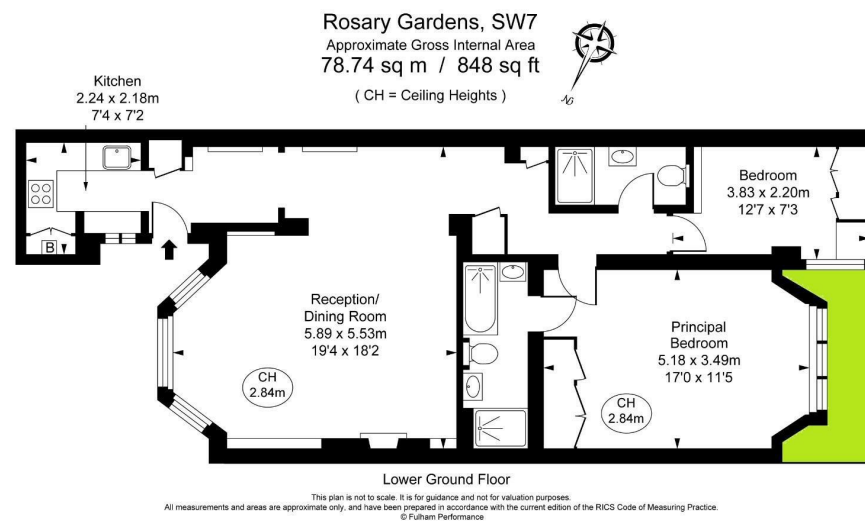 Rosary Gardens, SW7
Approximate Gross Internal Area
78.74 sq m / 848 sq ft
( CH = Ceiling Heights )
N
Kitchen
2.24 x 2.18m
7'4 x 7'2
Bedroom
3.83 x 2.20m
12'7 x 7'3
B
Reception/
Dining Room
5.89 x 5.53m
19'4 x 18'2
Principal
Bedroom
5.18 x 3.49m
17'0 x 11'5
CH
2.84m
CH
2.84m
Lower Ground Floor
This plan is not to scale. It is for guidance and not for valuation purposes.
All measurements and areas are approximate only, and have been prepared in accordance with the current edition of the RICS Code of Measuring Practice.
© Fulham Performance